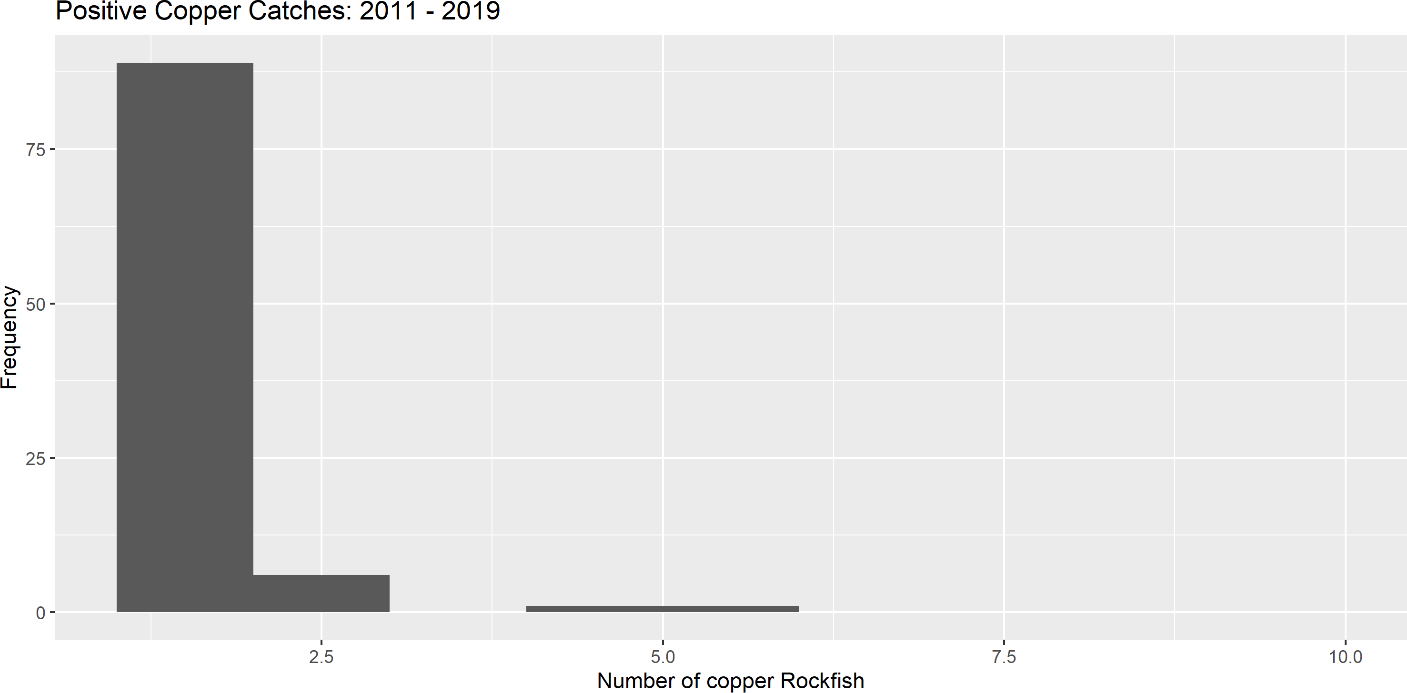 Positive Copper Catches: 2011 - 2019
Frequency
75
50
25
0
2.5 5.0 7.5 10.0
Number of copper Rockfish